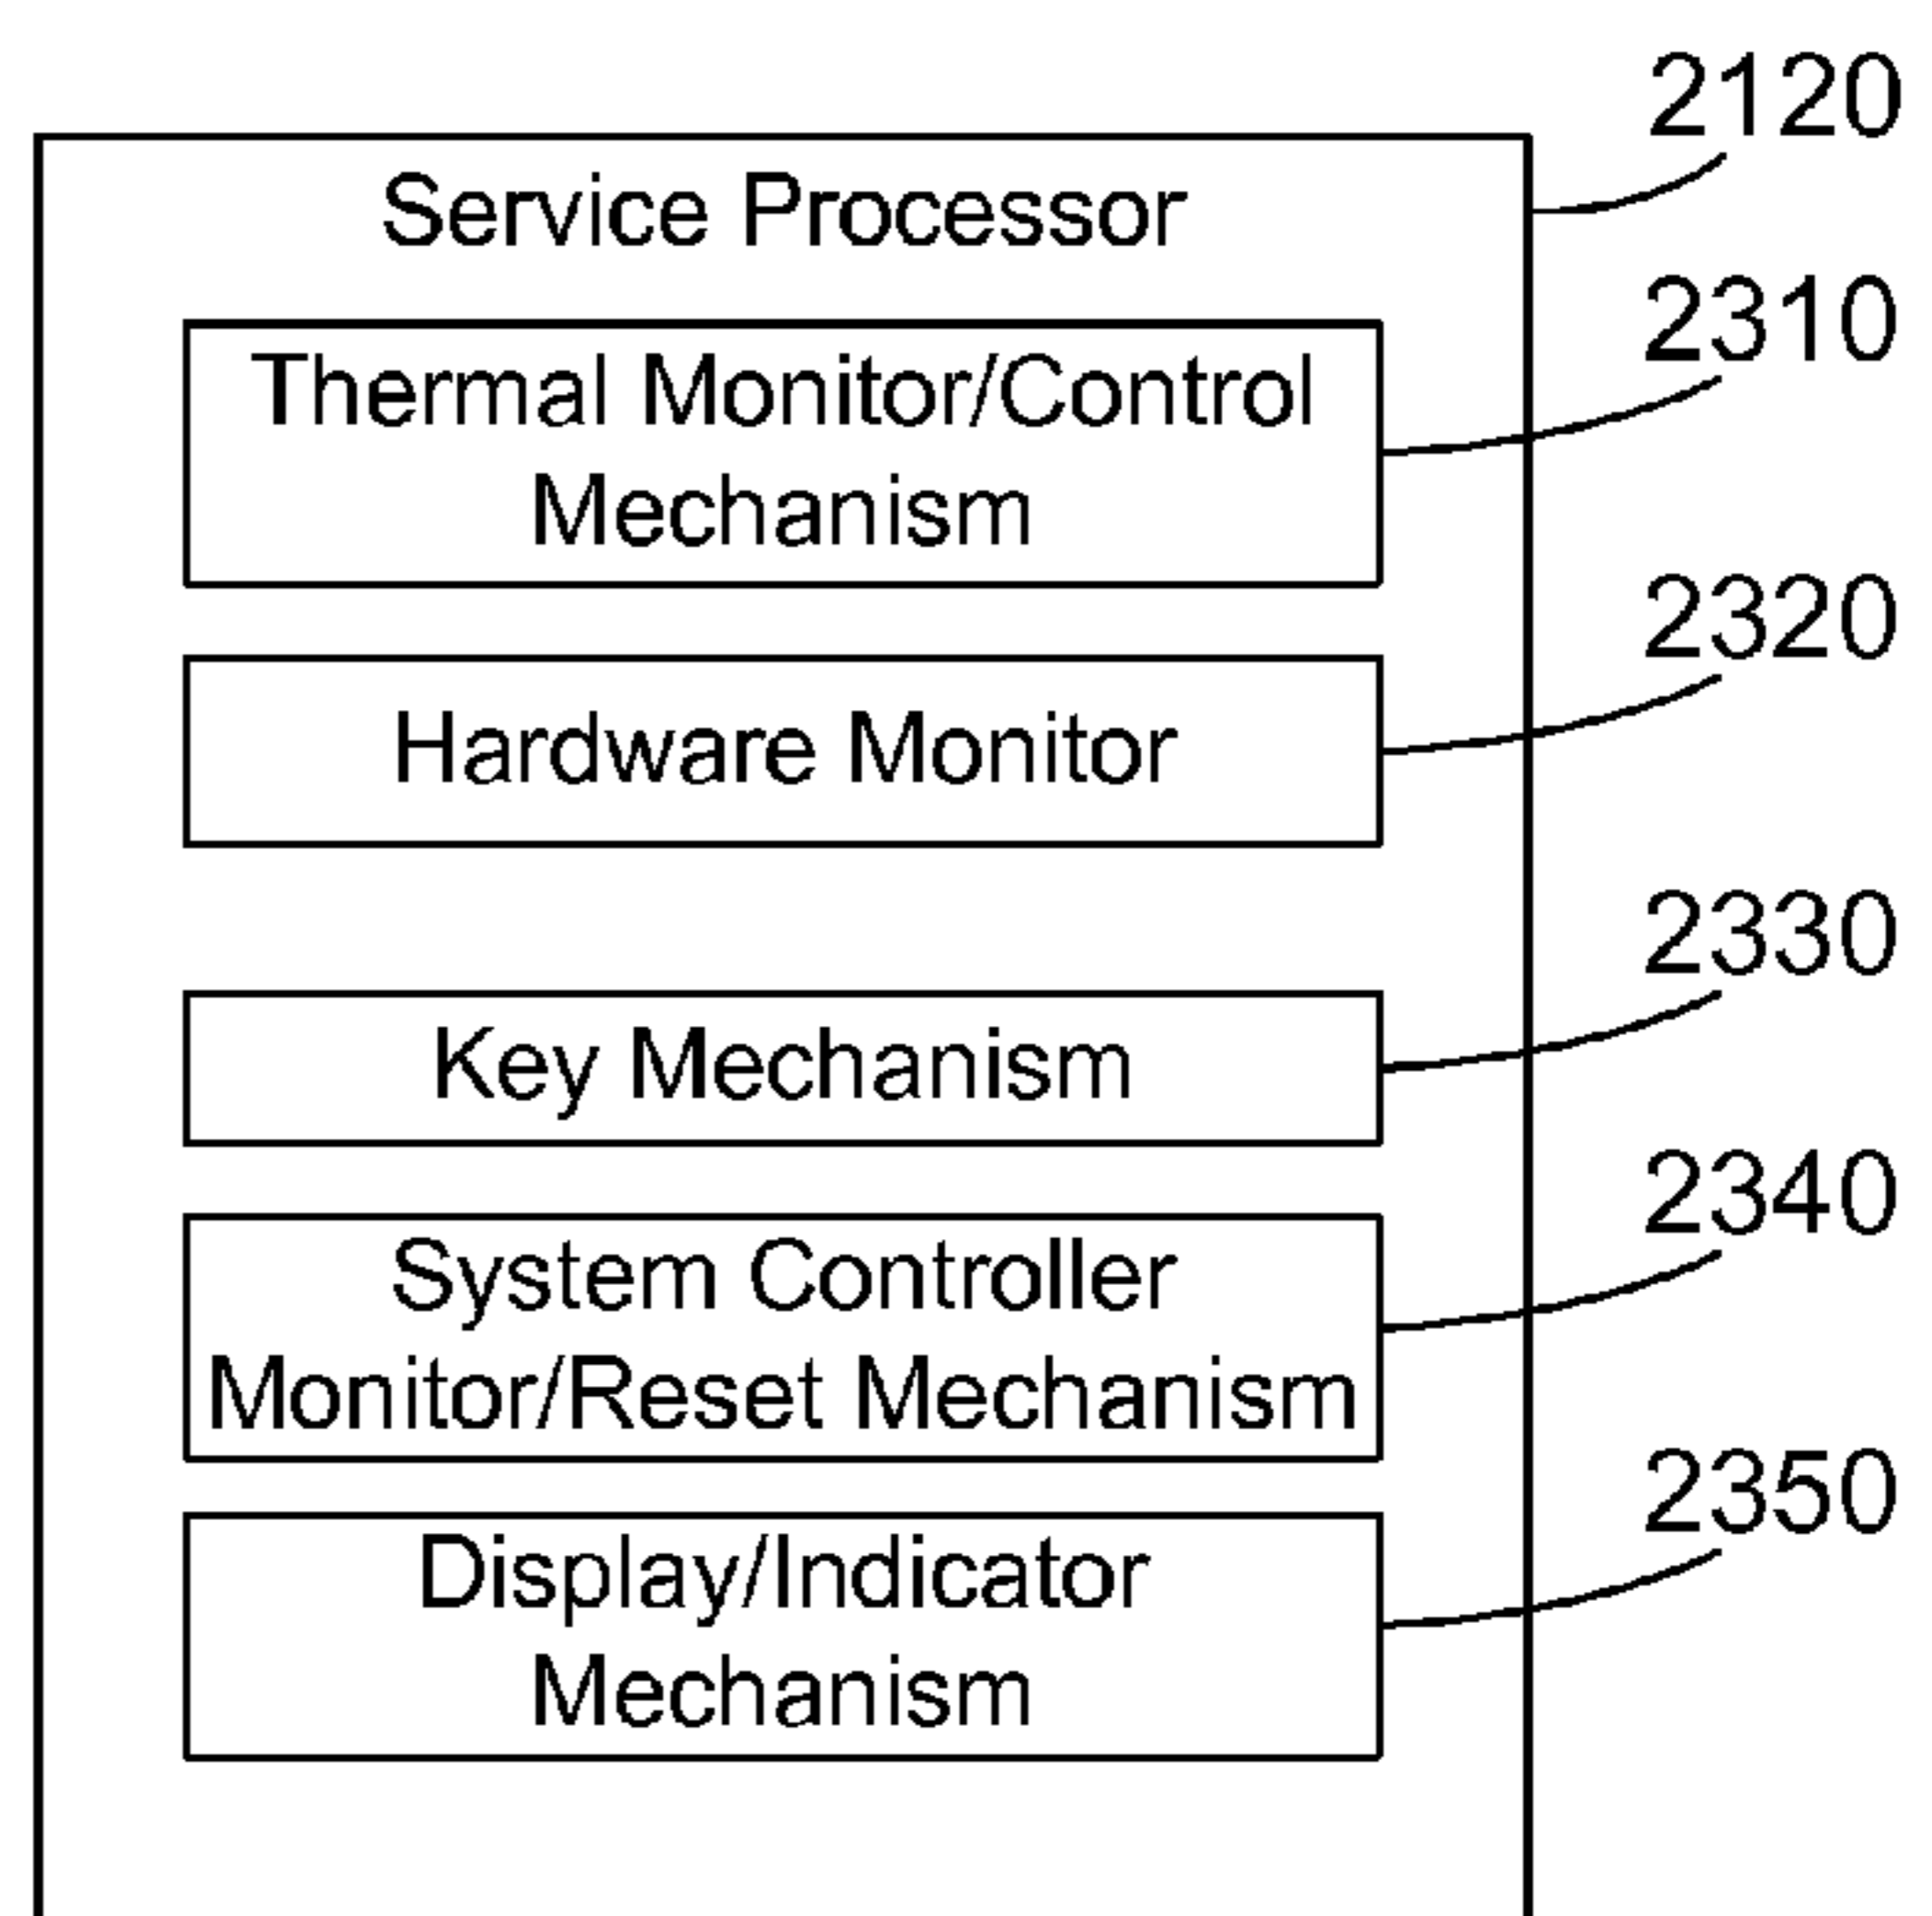 2120
Service Processor
2310
Thermal Monitor/Control
Mechanism
2320
Hardware Monitor
2330
Key Mechanism
2340
System Controller
Monitor/Reset Mechanism
2350
Display/Indicator
Mechanism